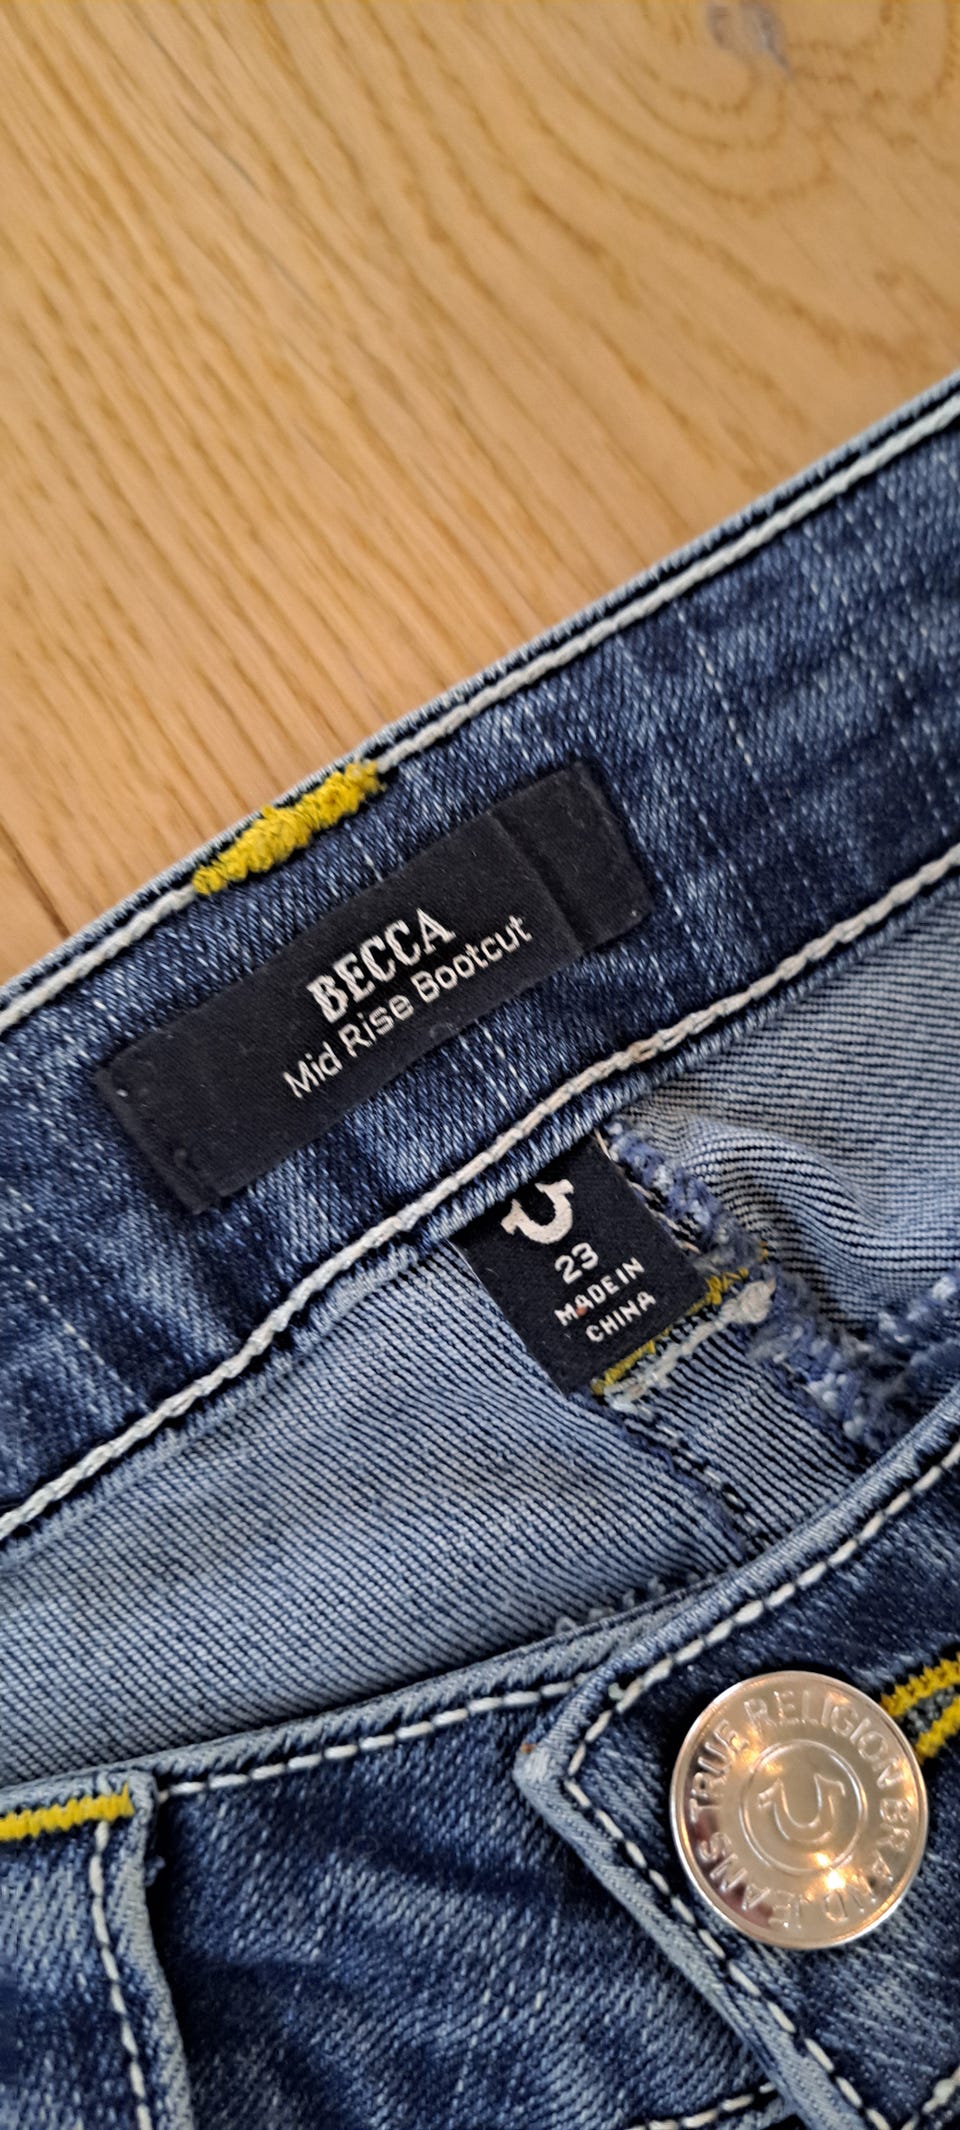 BECCA
Mid Rise Bootcut
23
MADE IN
CHINA
TRUE RELIGION BRAND JEANS